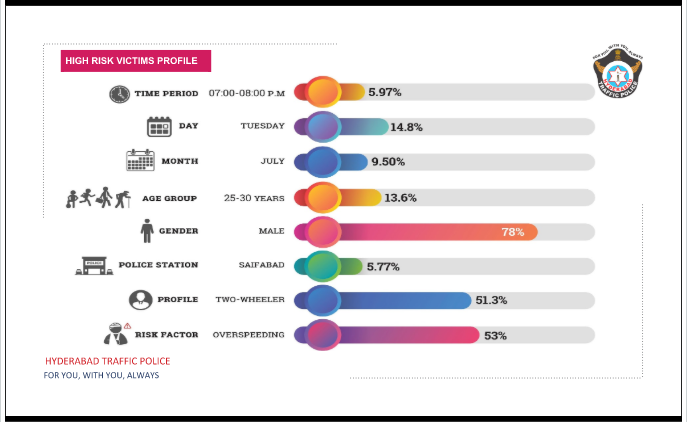 HIGH RISK VICTIMS PROFILE
FOR YOU, WITH YOU, ALWAYS
HYDERABAD
TRAFFIC POLICE
TIME PERIOD 07:00-08:00 P.M 5.97%
DAY TUESDAY 14.8%
MONTH JULY 9.50%
AGE GROUP 25-30 YEARS 13.6%
GENDER MALE 78%
POLICE
POLICE STATION SAIFABAD 5.77%
PROFILE TWO-WHEELER 51.3%
RISK FACTOR OVERSPEEDING 53%
HYDERABAD TRAFFIC POLICE
FOR YOU, WITH YOU, ALWAYS